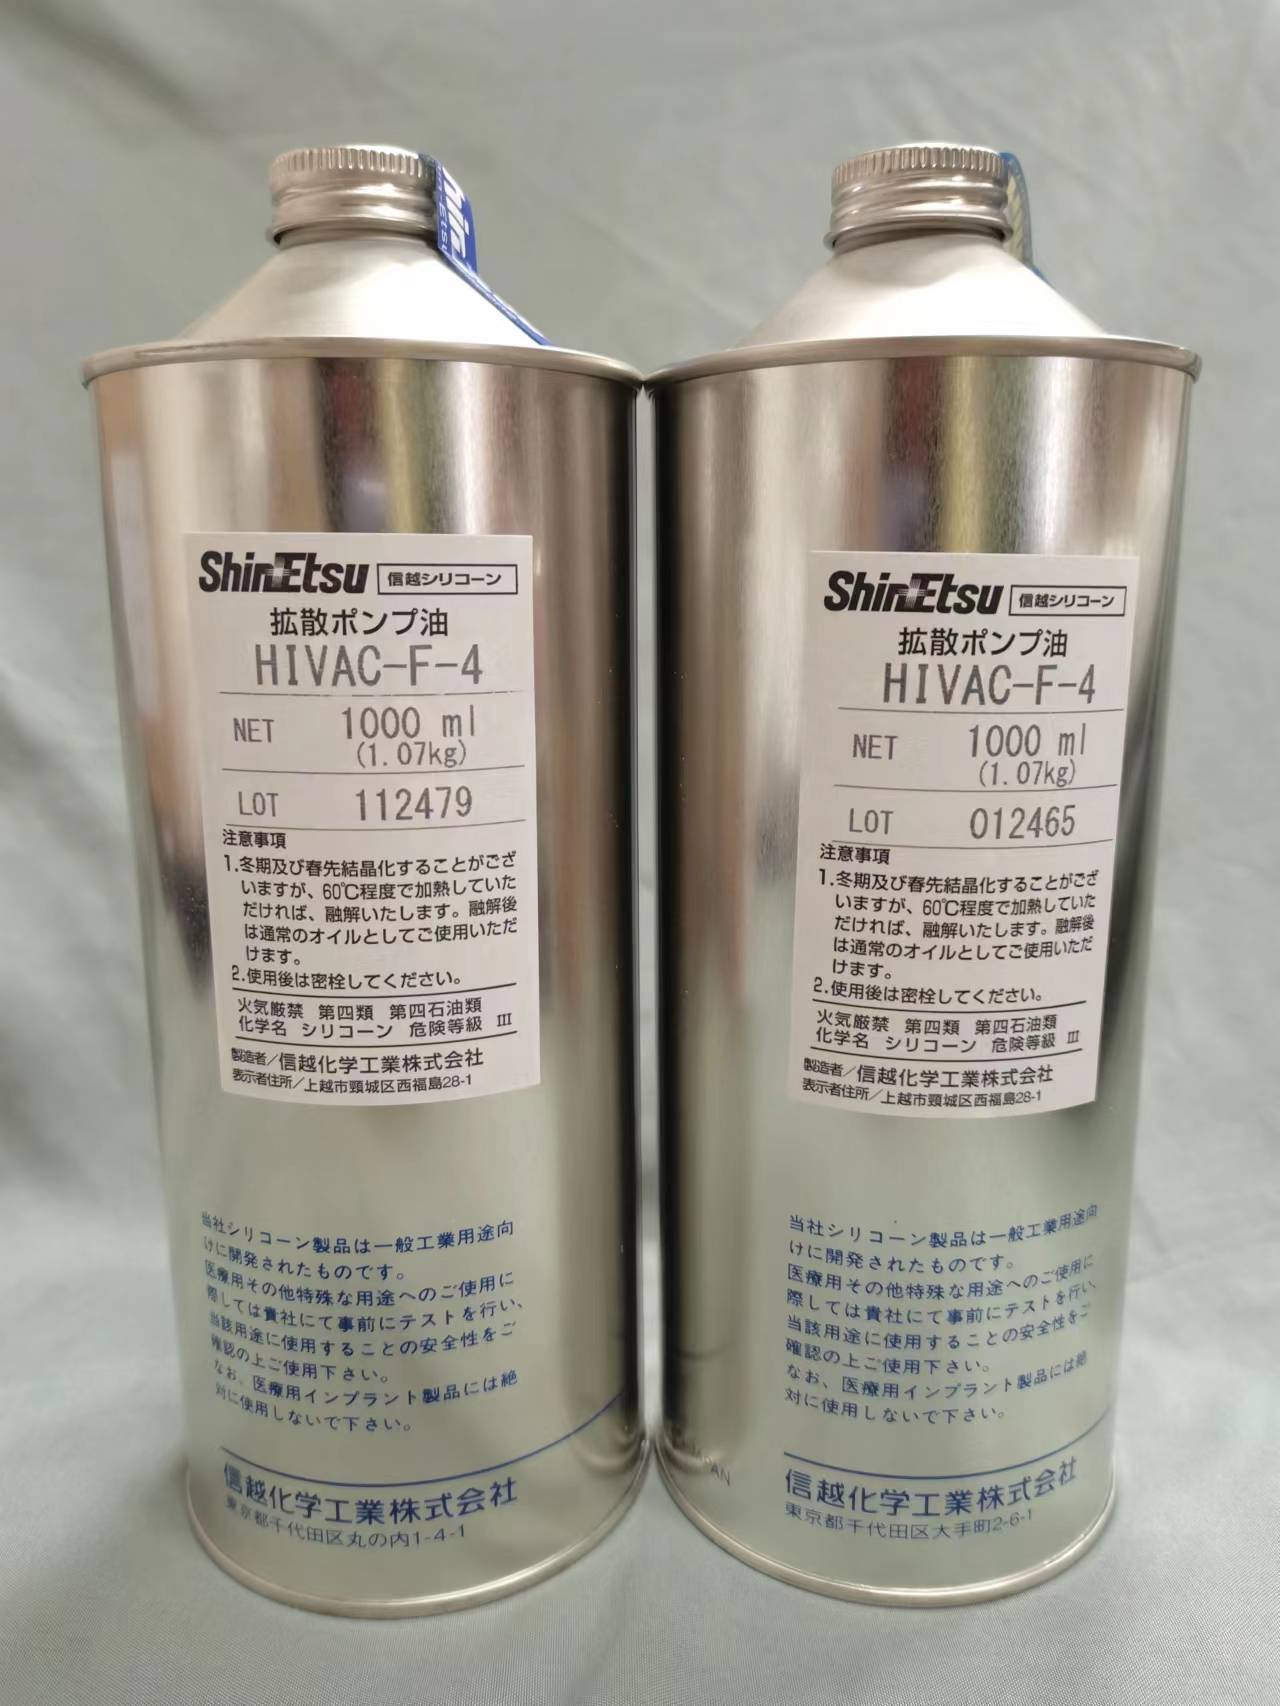 hin
n-Etsu
ShinEtsu 信越シリコーン
拡散ポンプ油
HIVAC-F-4
NET 1000 ml
(1.07kg)
LOT 112479
注意事項
1.冬期及び春先結晶化することがござ
いますが、60℃程度で加熱していた
だければ、融解いたします。融解後
は通常のオイルとしてご使用いただ
けます。
2.使用後は密栓してください。
火気厳禁 第四類 第四石油類
化学名 シリコーン 危険等級 Ⅲ
製造者/信越化学工業株式会社
表示者住所/上越市頸城区西福島28-1
当社シリコーン製品は一般工業用途向
けに開発されたものです。
医療用その他特殊な用途へのご使用に
際しては貴社にて事前にテストを行い、
当該用途に使用することの安全性をご
確認の上ご使用下さい。
なお、医療用インプラント製品には絶
対に使用しないで下さい。
信越化学工業株式会社
東京都千代田区丸の内1-4-1
ShinEtsu 信越シリコーン
拡散ポンプ油
HIVAC-F-4
NET 1000 ml
(1.07kg)
LOT 012465
注意事項
1.冬期及び春先結晶化することがござ
いますが、60℃程度で加熱していた
だければ、融解いたします。融解後
は通常のオイルとしてご使用いただ
けます。
2.使用後は密栓してください。
火気厳禁 第四類 第四石油類
化学名 シリコーン 危険等級 Ⅲ
製造者/信越化学工業株式会社
表示者住所/上越市頸城区西福島28-1
当社シリコーン製品は一般工業用途向
けに開発されたものです。
医療用その他特殊な用途へのご使用に
際しては貴社にて事前にテストを行い、
当該用途に使用することの安全性をご
確認の上ご使用下さい。
なお、医療用インプラント製品には絶
対に使用しないで下さい。
信越化学工業株式会社
東京都千代田区大手町2-6-1